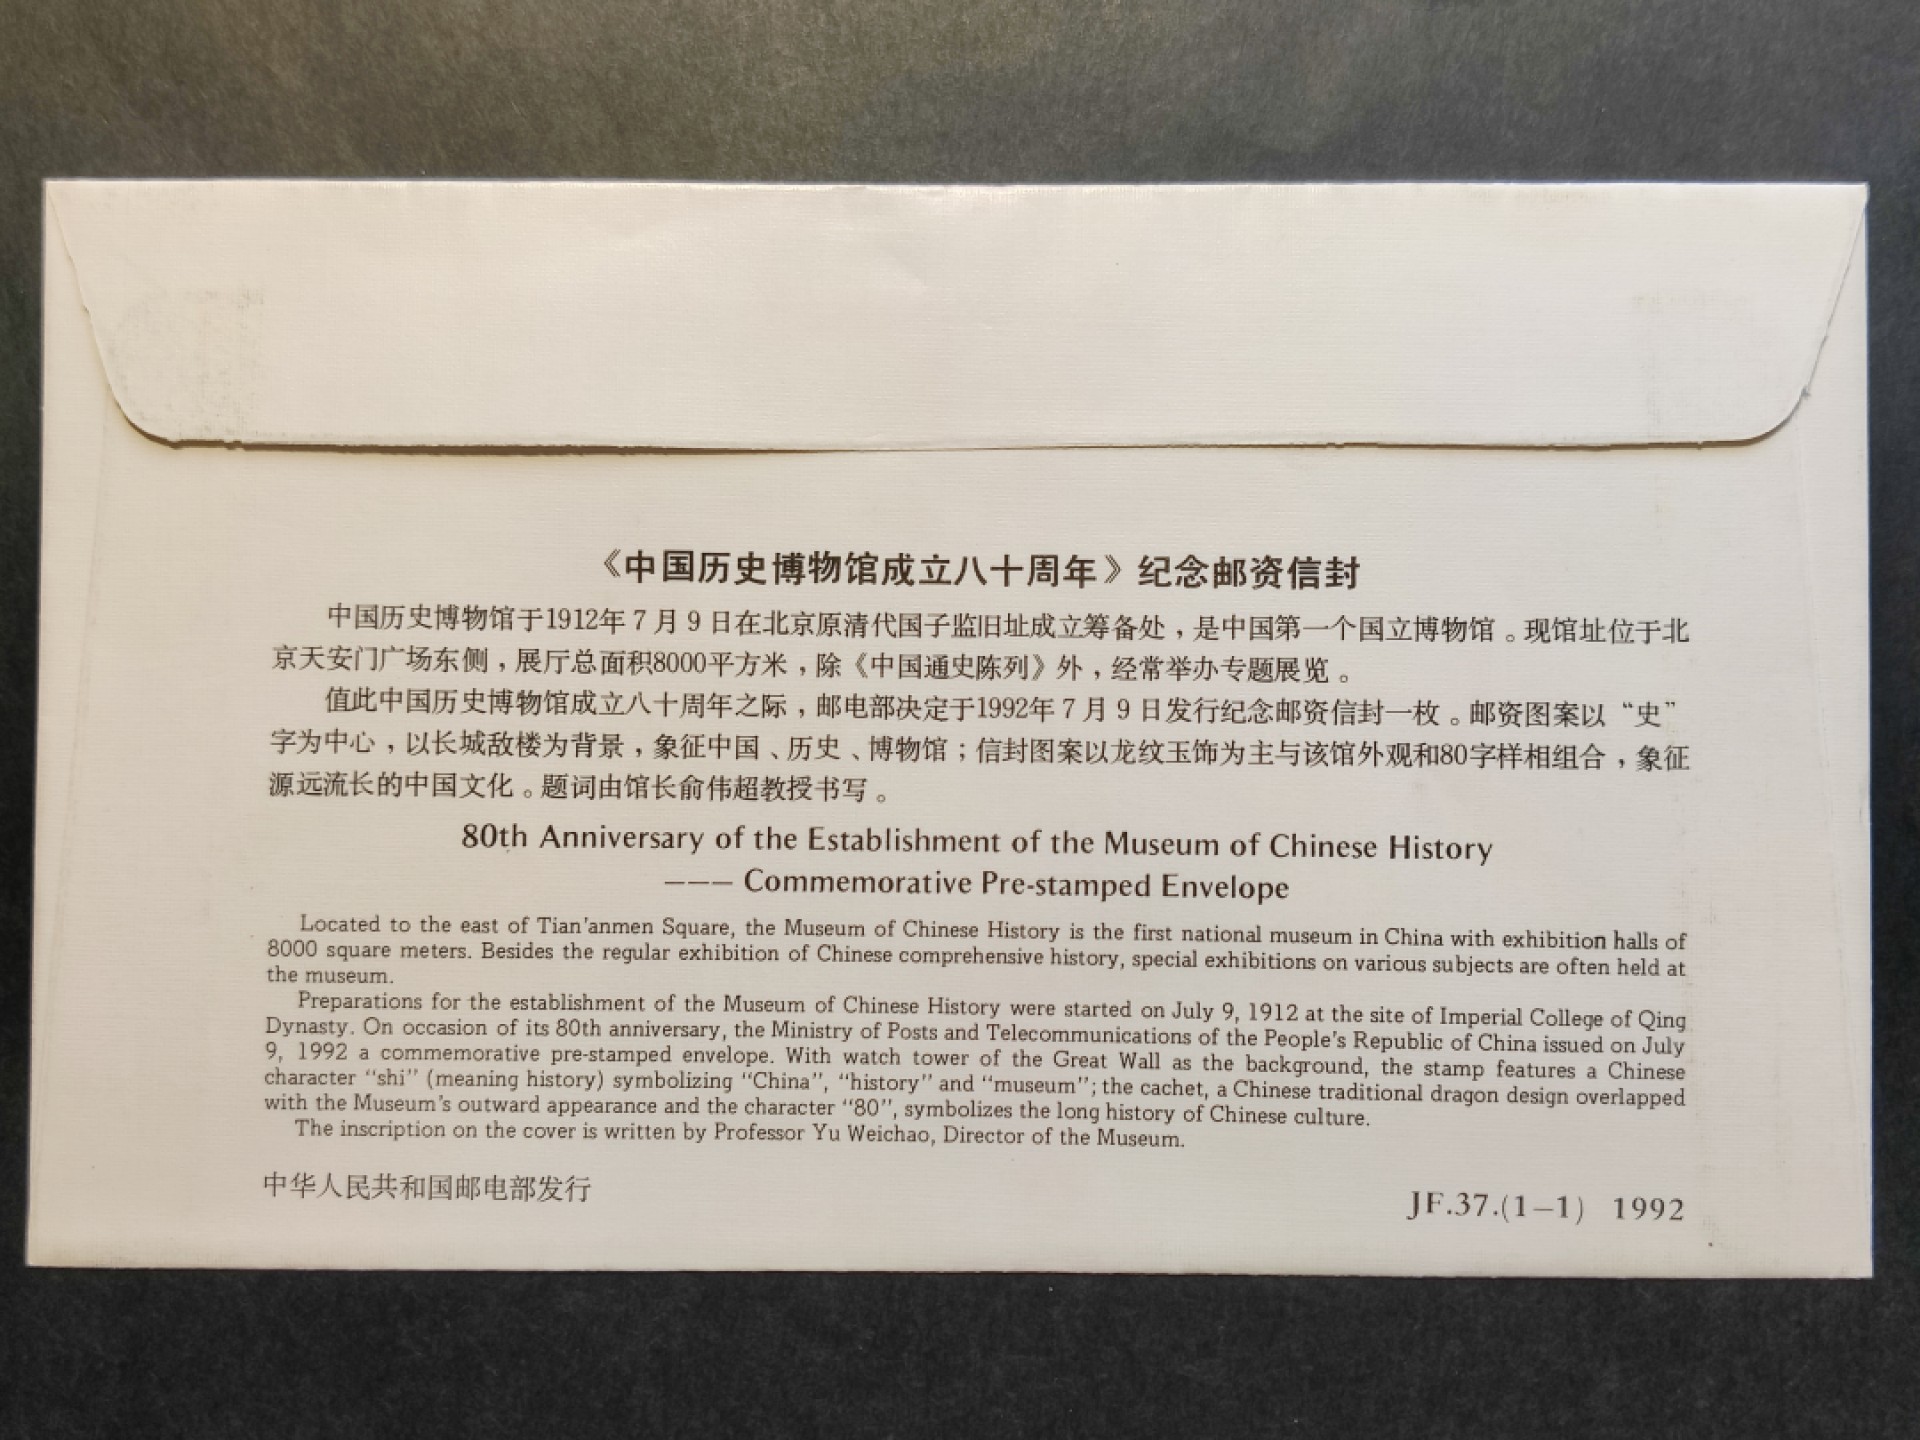 《中国历史博物馆成立八十周年》纪念邮资信封
中国历史博物馆于1912年7月9日在北京原清代国子监旧址成立筹备处，是中国第一个国立博物馆。现馆址位于北
京天安门广场东侧，展厅总面积8000平方米，除《中国通史陈列》外，经常举办专题展览。
值此中国历史博物馆成立八十周年之际，邮电部决定于1992年7月9日发行纪念邮资信封一枚。邮资图案以“史”
字为中心，以长城敌楼为背景，象征中国、历史、博物馆；信封图案以龙纹玉饰为主与该馆外观和80字样相组合，象征
源远流长的中国文化。题词由馆长俞伟超教授书写。
80th Anniversary of the Establishment of the Museum of Chinese History
——— Commemorative Pre-stamped Envelope
Located to the east of Tian'anmen Square, the Museum of Chinese History is the first national museum in China with exhibition halls of
8000 square meters. Besides the regular exhibition of Chinese comprehensive history, special exhibitions on various subjects are often held at
the museum.
Preparations for the establishment of the Museum of Chinese History were started on July 9, 1912 at the site of Imperial College of Qing
Dynasty. On occasion of its 80th anniversary, the Ministry of Posts and Telecommunications of the People's Republic of China issued on July
9, 1992 a commemorative pre-stamped envelope. With watch tower of the Great Wall as the background, the stamp features a Chinese
character “shi” (meaning history) symbolizing “China”, “history” and “museum”; the cachet, a Chinese traditional dragon design overlapped
with the Museum's outward appearance and the character “80”, symbolizes the long history of Chinese culture.
The inscription on the cover is written by Professor Yu Weichao, Director of the Museum.
中华人民共和国邮电部发行
JF.37.(1—1) 1992